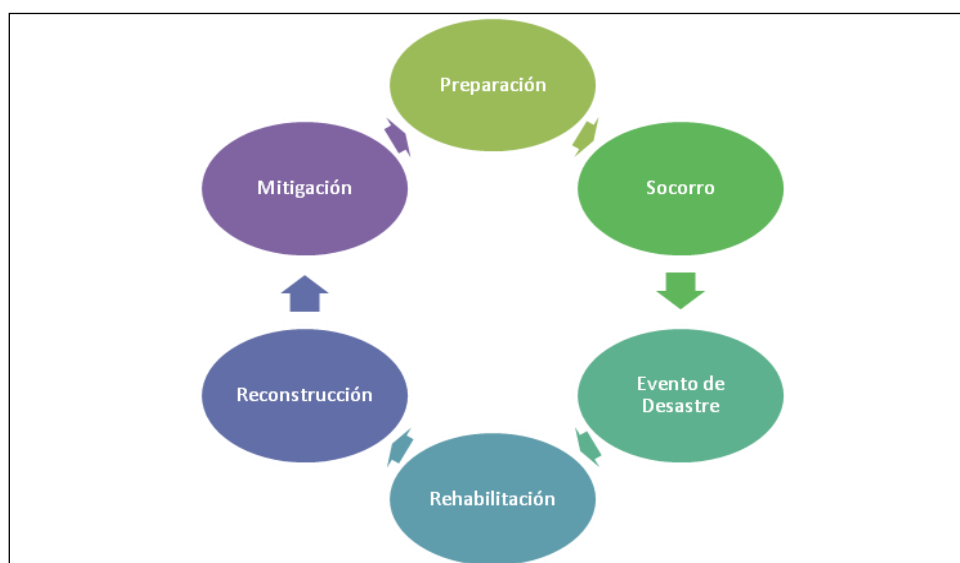 Preparación
Socorro
Evento de
Desastre
Rehabilitación
Reconstrucción
Mitigación